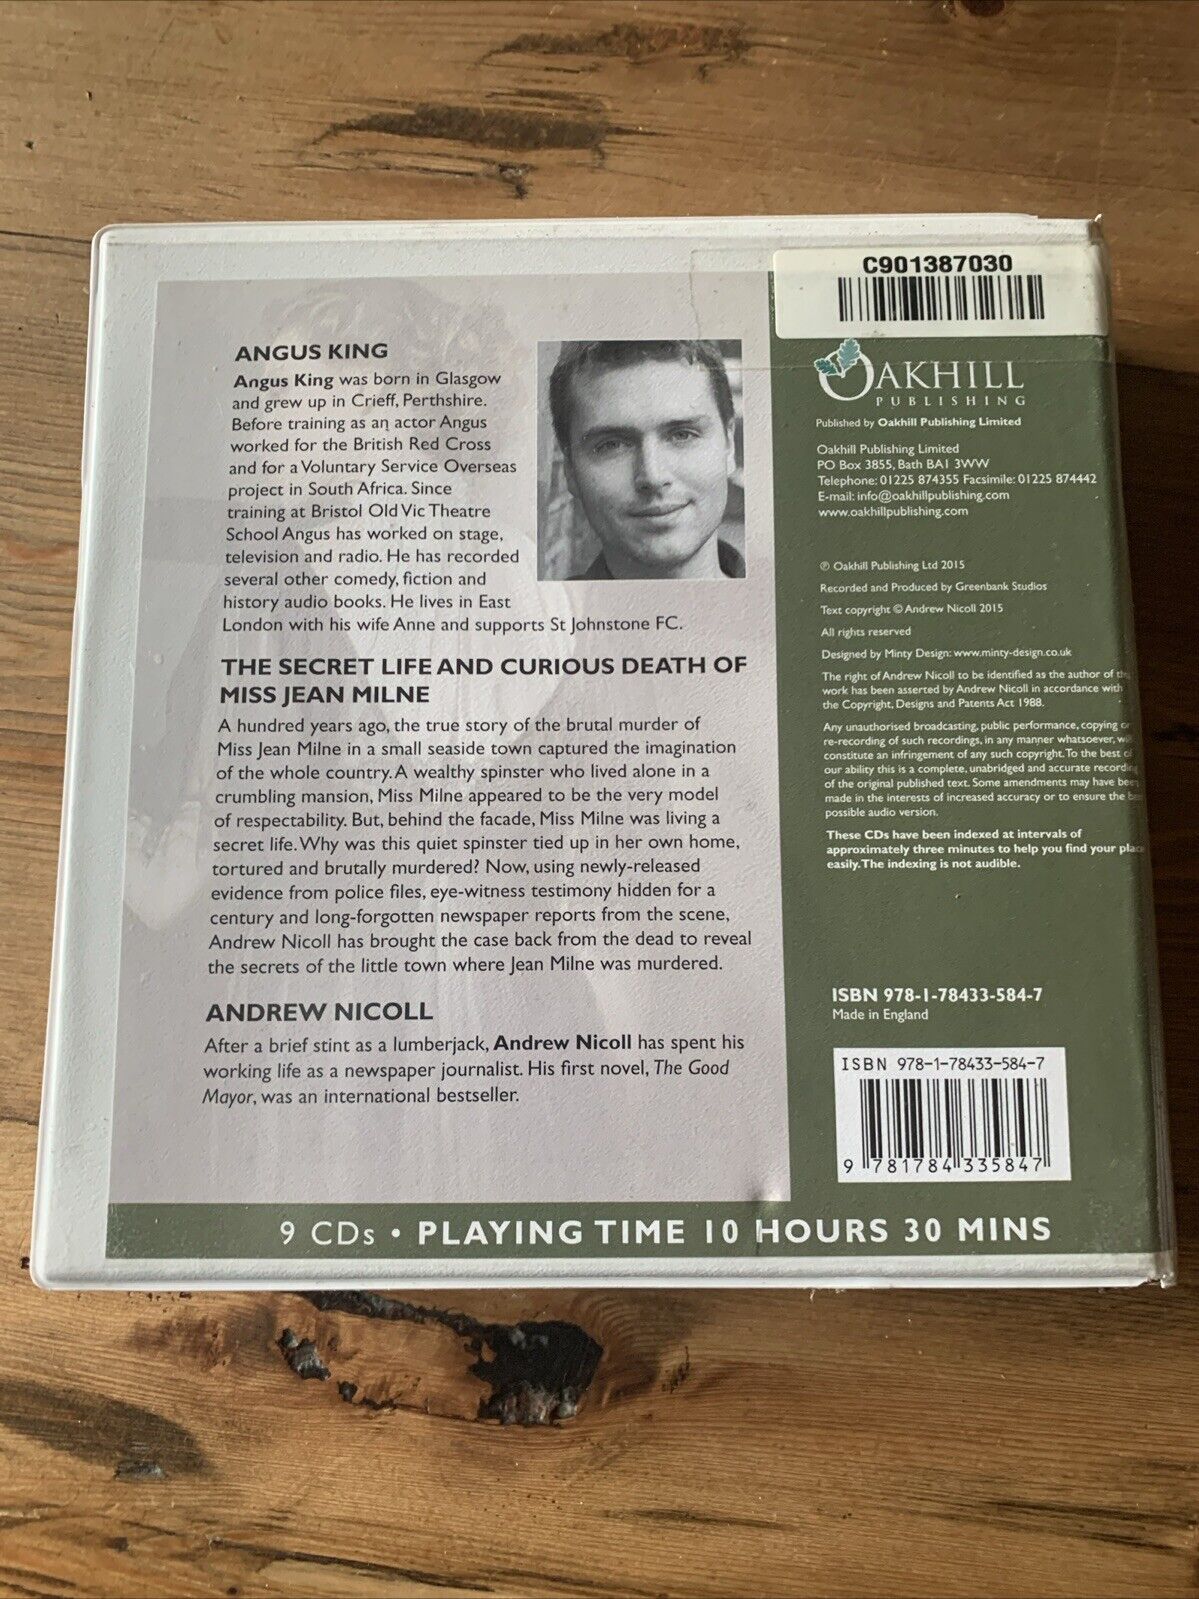 C901387030
ANGUS KING
Angus King was born in Glasgow
and grew up in Crieff, Perthshire.
Before training as an actor Angus
worked for the British Red Cross
and for a Voluntary Service Overseas
project in South Africa. Since
training at Bristol Old Vic Theatre
School Angus has worked on stage,
television and radio. He has recorded
several other comedy, fiction and
history audio books. He lives in East
London with his wife Anne and supports St Johnstone FC.
THE SECRET LIFE AND CURIOUS DEATH OF
MISS JEAN MILNE
A hundred years ago, the true story of the brutal murder of
Miss Jean Milne in a small seaside town captured the imagination
of the whole country. A wealthy spinster who lived alone in a
crumbling mansion, Miss Milne appeared to be the very model
of respectability. But, behind the facade, Miss Milne was living a
secret life. Why was this quiet spinster tied up in her own home,
tortured and brutally murdered? Now, using newly-released
evidence from police files, eye-witness testimony hidden for a
century and long-forgotten newspaper reports from the scene,
Andrew Nicoll has brought the case back from the dead to reveal
the secrets of the little town where Jean Milne was murdered.
ANDREW NICOLL
After a brief stint as a lumberjack, Andrew Nicoll has spent his
working life as a newspaper journalist. His first novel, The Good
Mayor, was an international bestseller.
OAKHILL
PUBLISHING
Published by Oakhill Publishing Limited
Oakhill Publishing Limited
PO Box 3855, Bath BA1 3WW
Telephone: 01225 874355 Facsimile: 01225 874442
E-mail: info@oakhillpublishing.com
www.oakhillpublishing.com
℗ Oakhill Publishing Ltd 2015
Recorded and Produced by Greenbank Studios
Text copyright © Andrew Nicoll 2015
All rights reserved
Designed by Minty Design: www.minty-design.co.uk
The right of Andrew Nicoll to be identified as the author of
work has been asserted by Andrew Nicoll in accordance with
the Copyright, Designs and Patents Act 1988.
Any unauthorised broadcasting, public performance, copying or
re-recording of such recordings, in any manner whatsoever,
constitute an infringement of any such copyright. To the best of
our ability this is a complete, unabridged and accurate recording
of the original published text. Some amendments may have been
made in the interests of increased accuracy or to ensure the
possible audio version.
These CDs have been indexed at intervals of
approximately three minutes to help you find your place
easily. The indexing is not audible.
ISBN 978-1-78433-584-7
Made in England
ISBN 978-1-78433-584-7
9 781784 335847
9 CDs • PLAYING TIME 10 HOURS 30 MINS